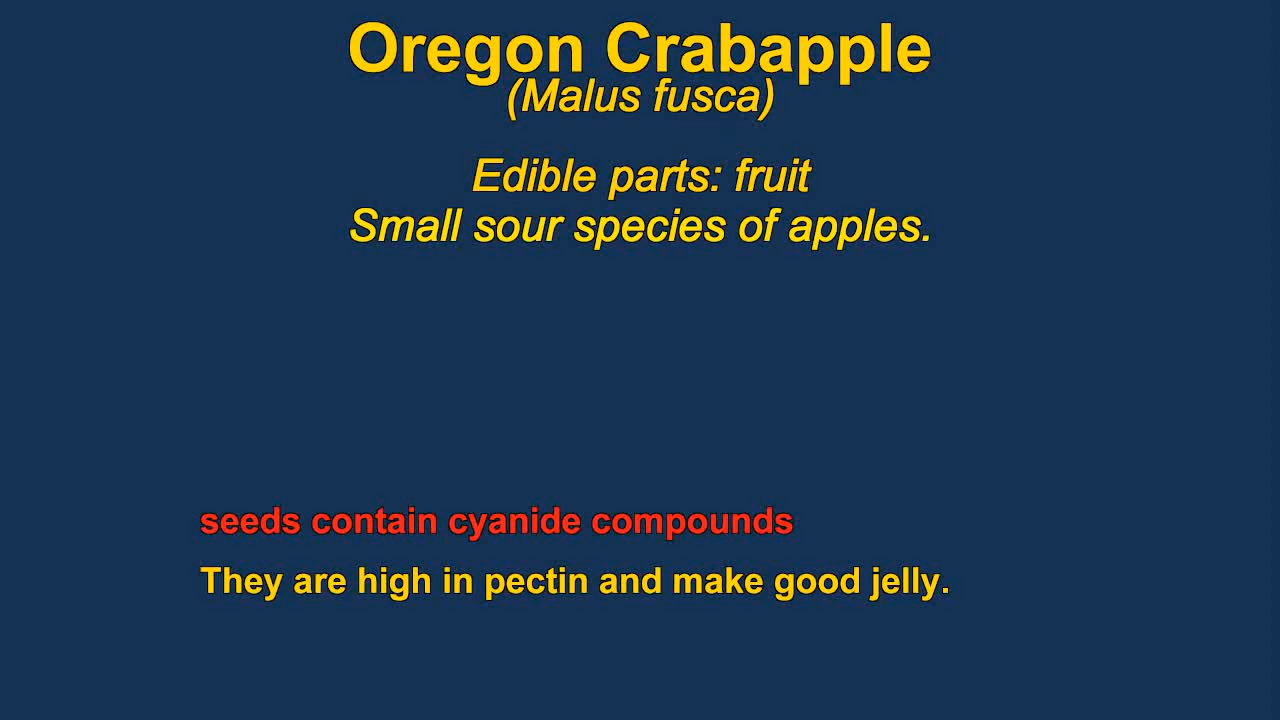 Oregon Crabapple
(Malus fusca)
Edible parts: fruit
Small sour species of apples.
seeds contain cyanide compounds
They are high in pectin and make good jelly.